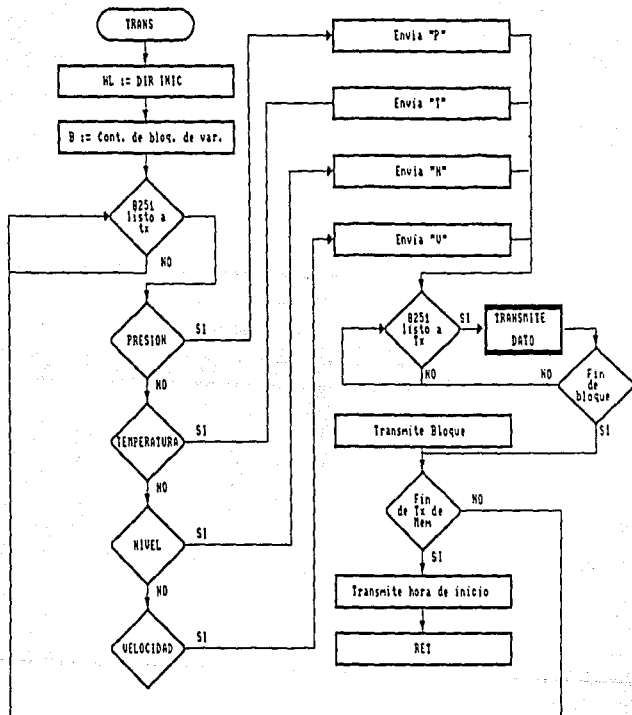 TRANS
HL := DIR INIC
B := Cont. de bloq. de var.
8251
listo a
tx
NO
PRESION
SI
NO
TEMPERATURA
SI
NO
NIVEL
SI
NO
VELOCIDAD
SI
Envia "P"
Envia "T"
Envia "N"
Envia "V"
8251
listo a
Tx
SI
NO
TRANSMITE
DATO
NO
Fin
de
bloque
SI
Transmite Bloque
Fin
de Tx de
Mem
NO
SI
Transmite hora de inicio
RET